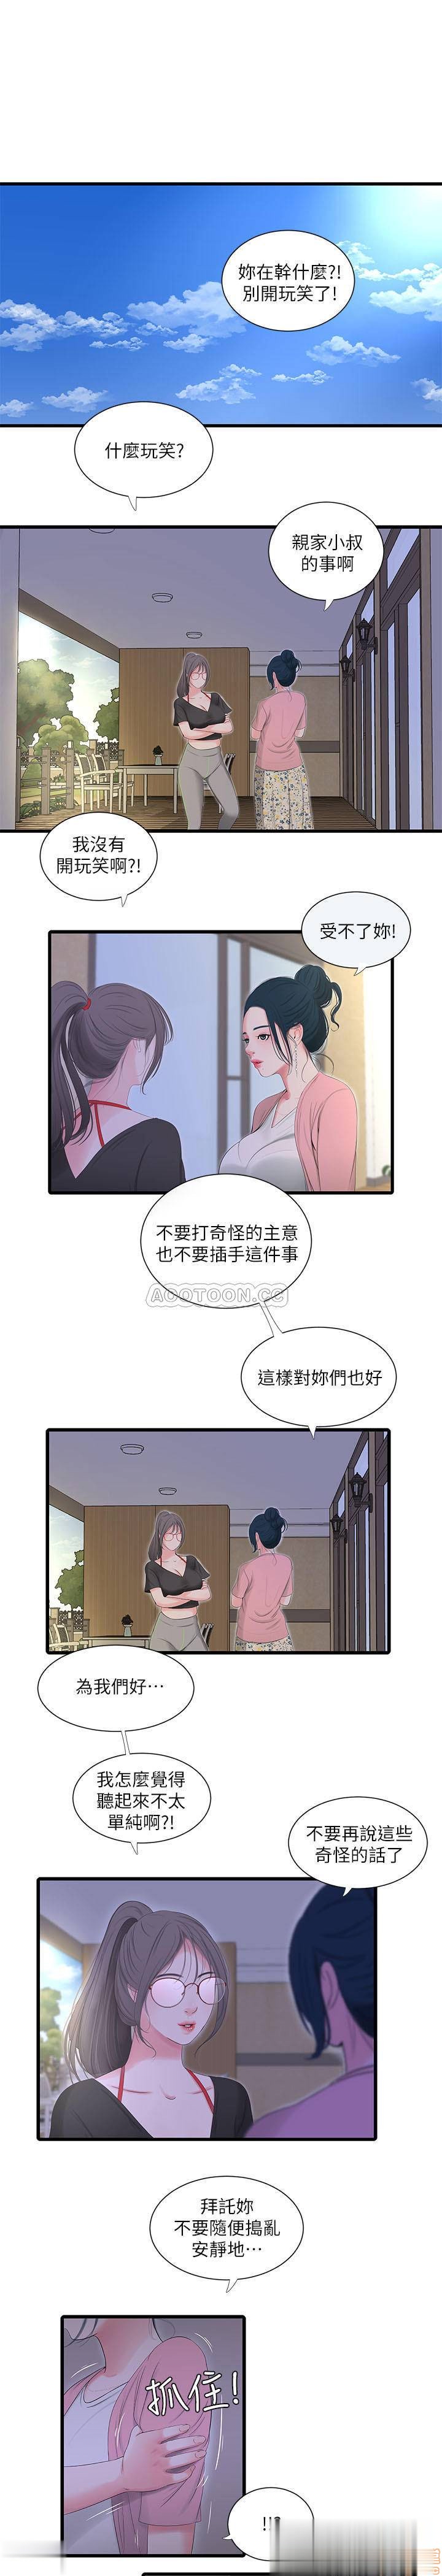 妳在幹什麼?!
別開玩笑了!
什麼玩笑?
親家小叔
的事啊
我沒有
開玩笑啊?!
受不了妳!
不要打奇怪的主意
也不要插手這件事
AOOTOON.CC
這樣對妳們也好
為我們好…
我怎麼覺得
聽起來不太
單純啊?!
不要再說這些
奇怪的話了
拜託妳
不要隨便搗亂
安靜地…
抓住!